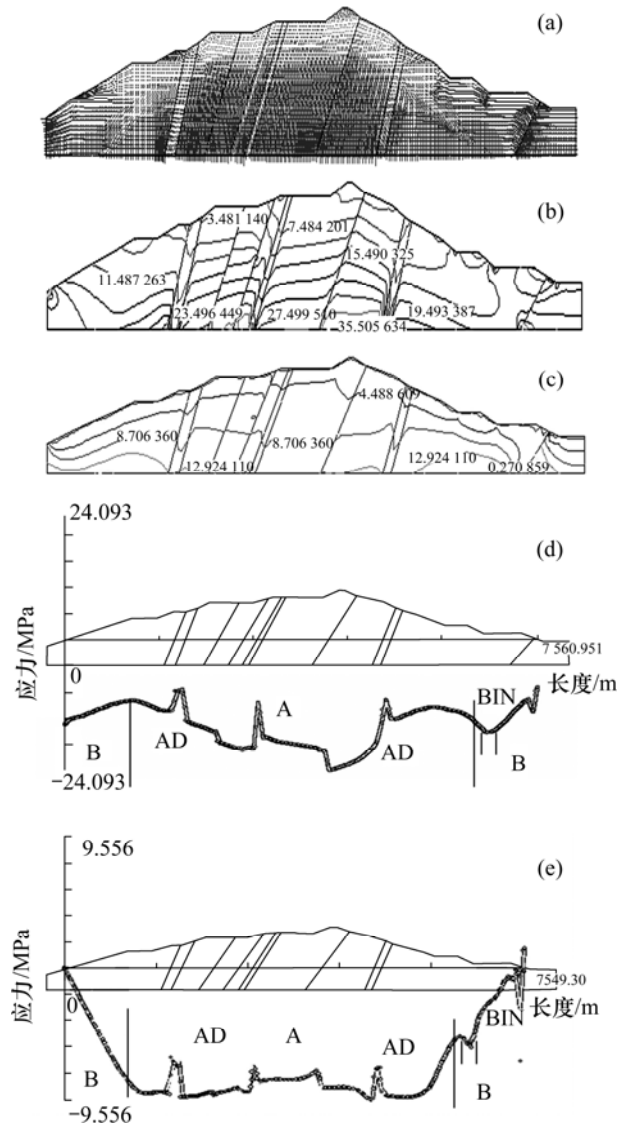 (a)
(b)
3.481 140
7.484 201
15.490 325
11.487 263
23.496 449
27.499 510
19.493 387
35.505 634
(c)
4.488 609
8.706 360
8.706 360
12.924 110
12.924 110
0.270 859
(d)
24.093
应力/MPa
7 560.951
0
长度/m
BIN
A
B
AD
AD
B
−24.093
(e)
9.556
应力/MPa
7549.30
0
长度/m
BIN
AD
A
AD
B
B
−9.556